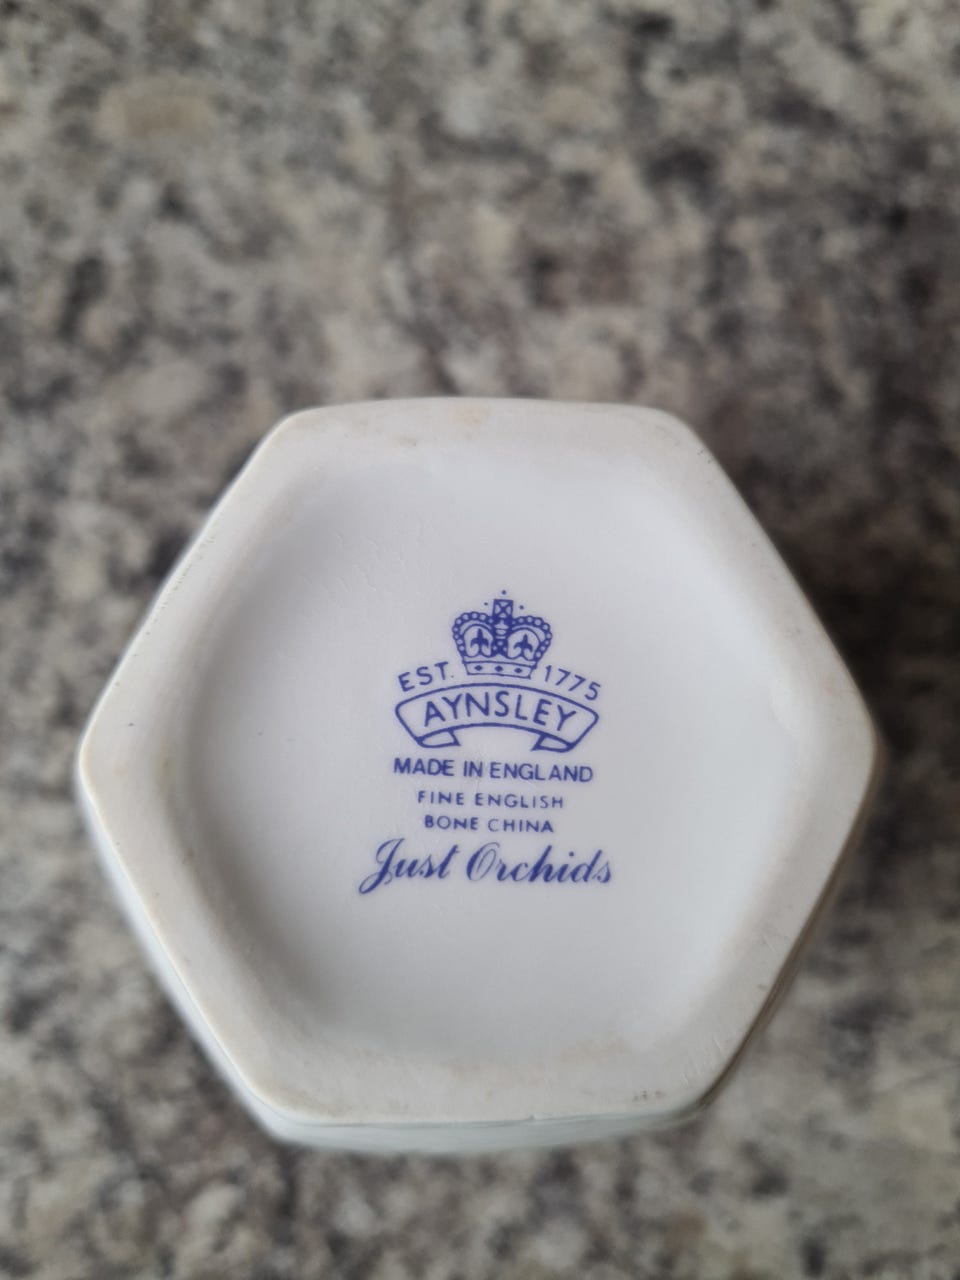 EST. 1775
AYNSLEY
MADE IN ENGLAND
FINE ENGLISH
BONE CHINA
Just Orchids